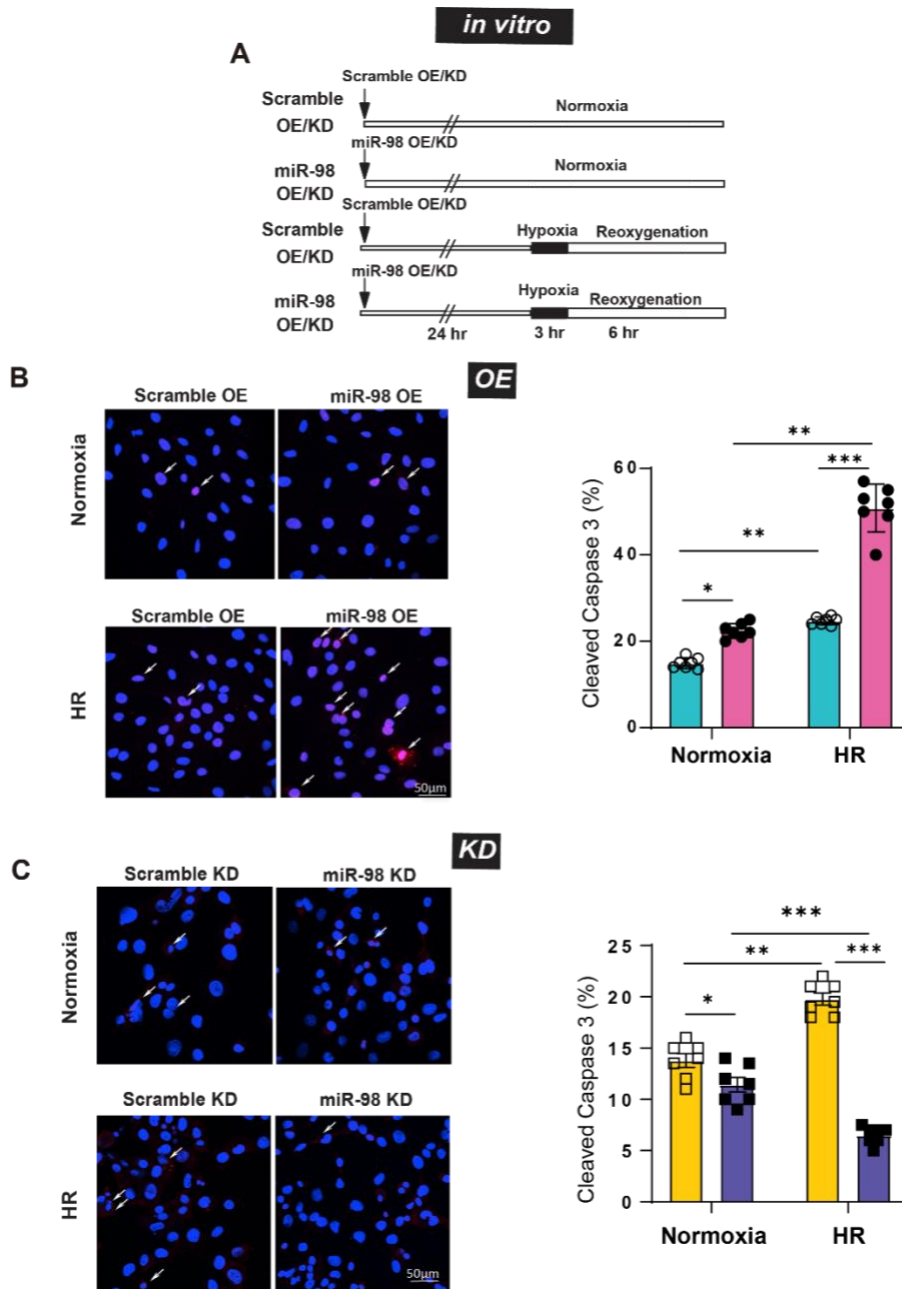 in vitro
A
Scramble OE/KD
Scramble
OE/KD
Normoxia
miR-98 OE/KD
miR-98
OE/KD
Normoxia
Scramble OE/KD
Scramble
OE/KD
Hypoxia
Reoxygenation
miR-98 OE/KD
miR-98
OE/KD
Hypoxia
Reoxygenation
24 hr
3 hr
6 hr
B
OE
Scramble OE
miR-98 OE
Normoxia
Scramble OE
miR-98 OE
HR
50µm
Cleaved Caspase 3 (%)
60
40
20
0
**
***
**
*
Normoxia
HR
C
KD
Scramble KD
miR-98 KD
Normoxia
Scramble KD
miR-98 KD
HR
50µm
Cleaved Caspase 3 (%)
25
20
15
10
5
0
***
**
***
*
Normoxia
HR